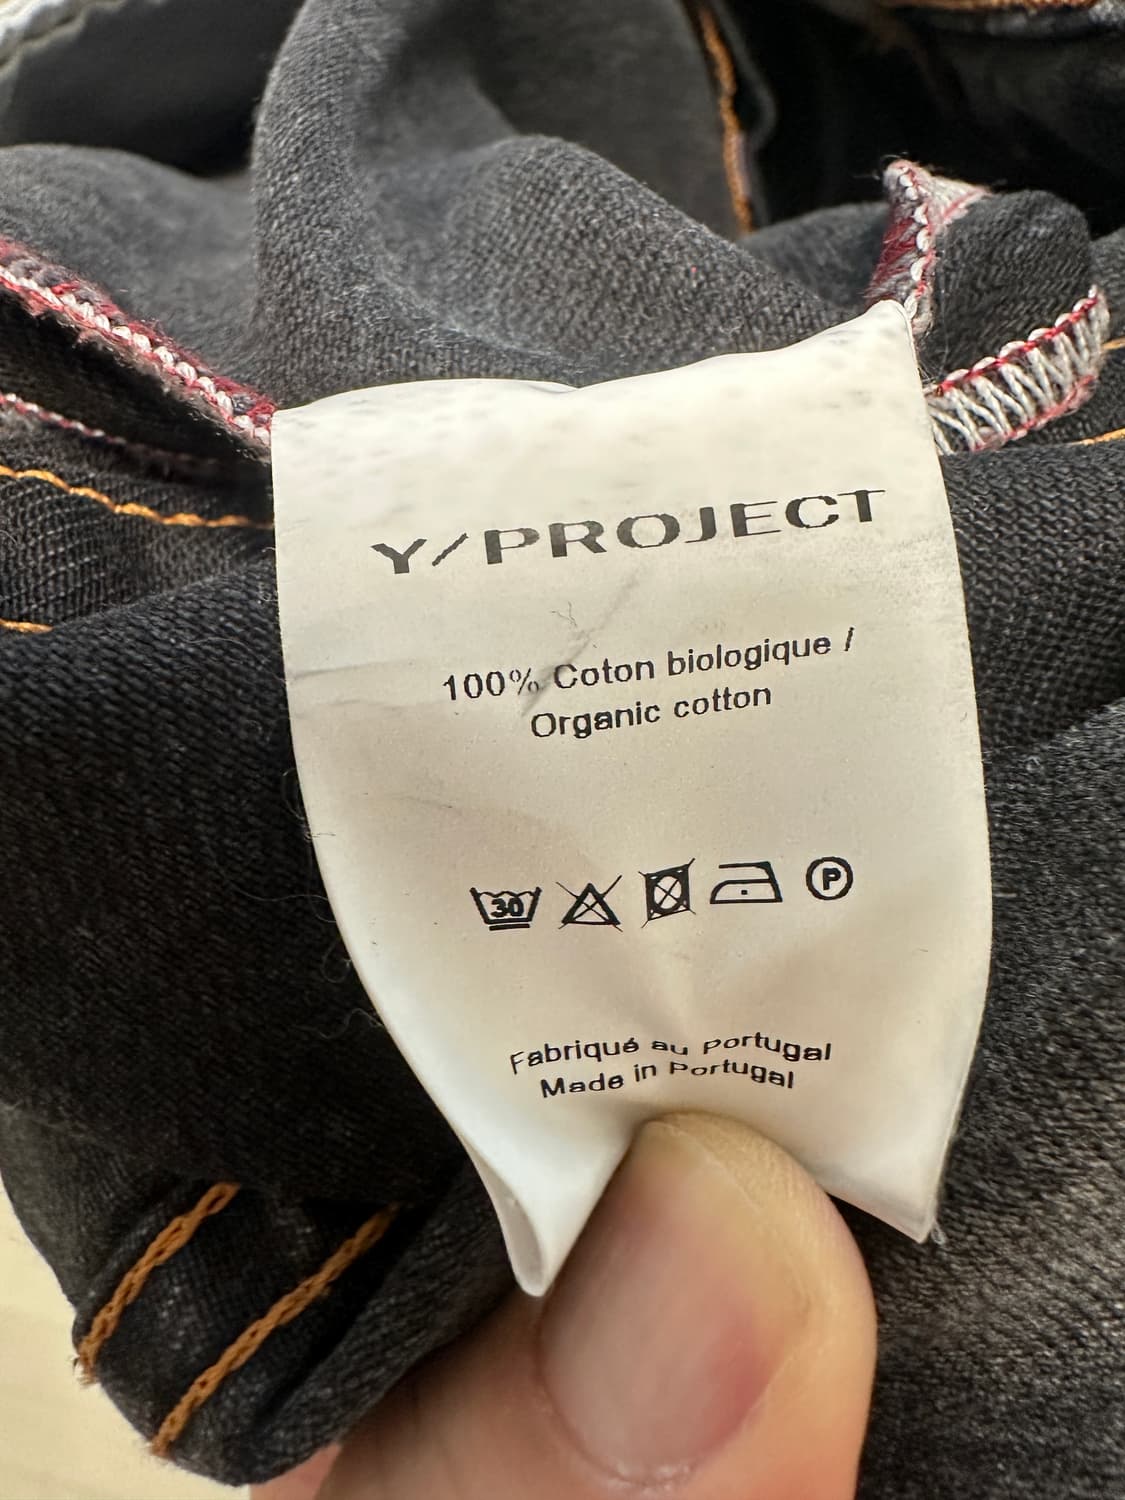 Y/PROJECT
100% Coton biologique /
Organic cotton
30
P
Fabriqué au Portugal
Made in Portugal